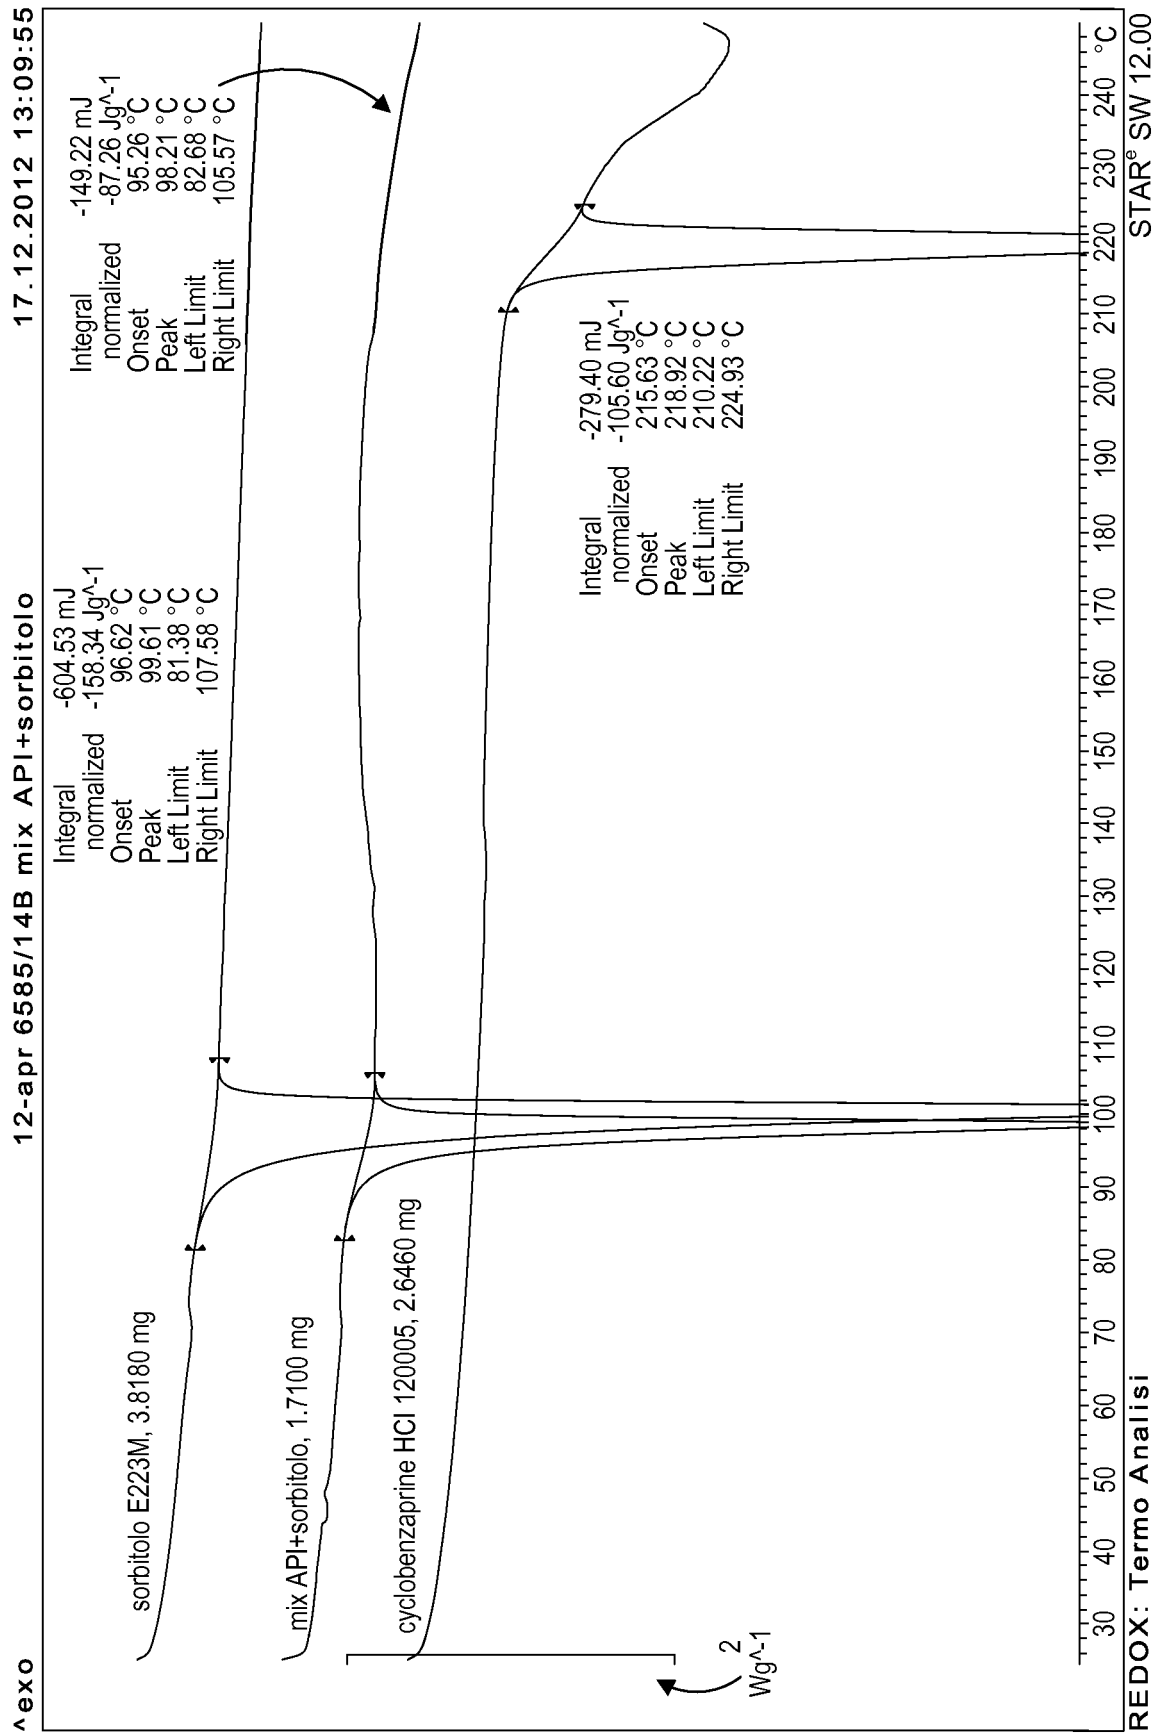 ^exo
12-apr 6585/14B mix API+sorbitolo
17.12.2012 13:09:55
Integral -604.53 mJ
normalized -158.34 Jg^-1
Onset 96.62 °C
Peak 99.61 °C
Left Limit 81.38 °C
Right Limit 107.58 °C
Integral -149.22 mJ
normalized -87.26 Jg^-1
Onset 95.26 °C
Peak 98.21 °C
Left Limit 82.68 °C
Right Limit 105.57 °C
sorbitolo E223M, 3.8180 mg
mix API+sorbitolo, 1.7100 mg
cyclobenzaprine HCl 120005, 2.6460 mg
Integral -279.40 mJ
normalized -105.60 Jg^-1
Onset 215.63 °C
Peak 218.92 °C
Left Limit 210.22 °C
Right Limit 224.93 °C
2
Wg^-1
30 40 50 60 70 80 90 100 110 120 130 140 150 160 170 180 190 200 210 220 230 240 °C
REDOX: Termo Analisi
STARe SW 12.00